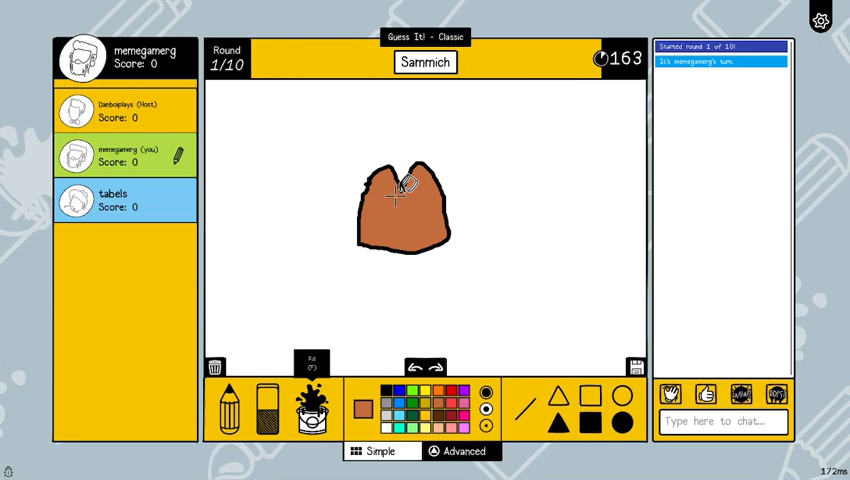 Guess It! - Classic
memegamerg
Score: 0
Round
1/10
Sammich
163
Danboiplays (Host)
Score: 0
memegamerg (you)
Score: 0
tabels
Score: 0
Started round 1 of 10!
It's memegamerg's turn.
Fill
(F)
Type here to chat...
Simple
Advanced
172ms